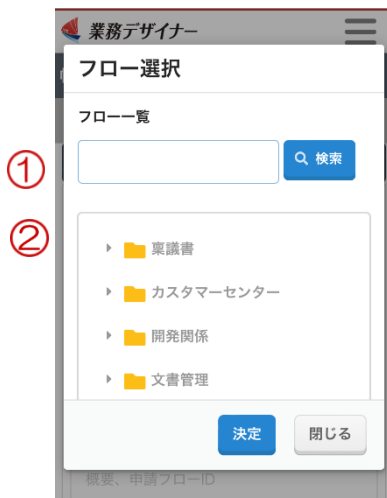 業務デザイナー
フロー選択
フロー一覧
① 検索
②
稟議書
カスタマーセンター
開発関係
文書管理
決定 閉じる
概要、申請フローID